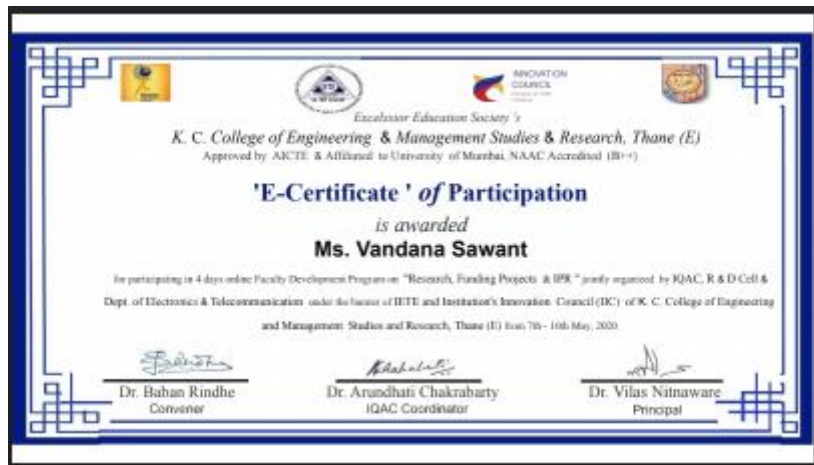 INNOVATION
COUNCIL
Excelssior Education Society 's
K. C. College of Engineering & Management Studies & Research, Thane (E)
Approved by AICTE & Affiliated to University of Mumbai, NAAC Accredited (B++)
'E-Certificate ' of Participation
is awarded
Ms. Vandana Sawant
for participating in 4 days online Faculty Development Program on "Research, Funding Projects & IPR " jointly organized by IQAC, R & D Cell &
Dept. of Electronics & Telecommunication under the banner of IETE and Institution's Innovation Council (IIC) of K. C. College of Engineering
and Management Studies and Research, Thane (E) from 7th - 10th May, 2020
Dr. Baban Rindhe
Convener
Dr. Arundhati Chakrabarty
IQAC Coordinator
Dr. Vilas Nitnaware
Principal